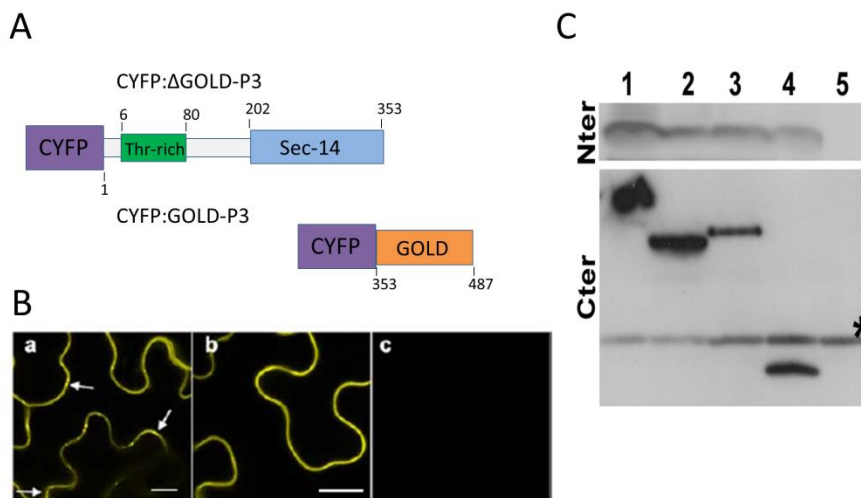 A
CYFP:ΔGOLD-P3
6 80 202 353
CYFP Thr-rich Sec-14
1
CYFP:GOLD-P3
CYFP GOLD
353 487
B
a b c
C
1 2 3 4 5
Nter
Cter
*